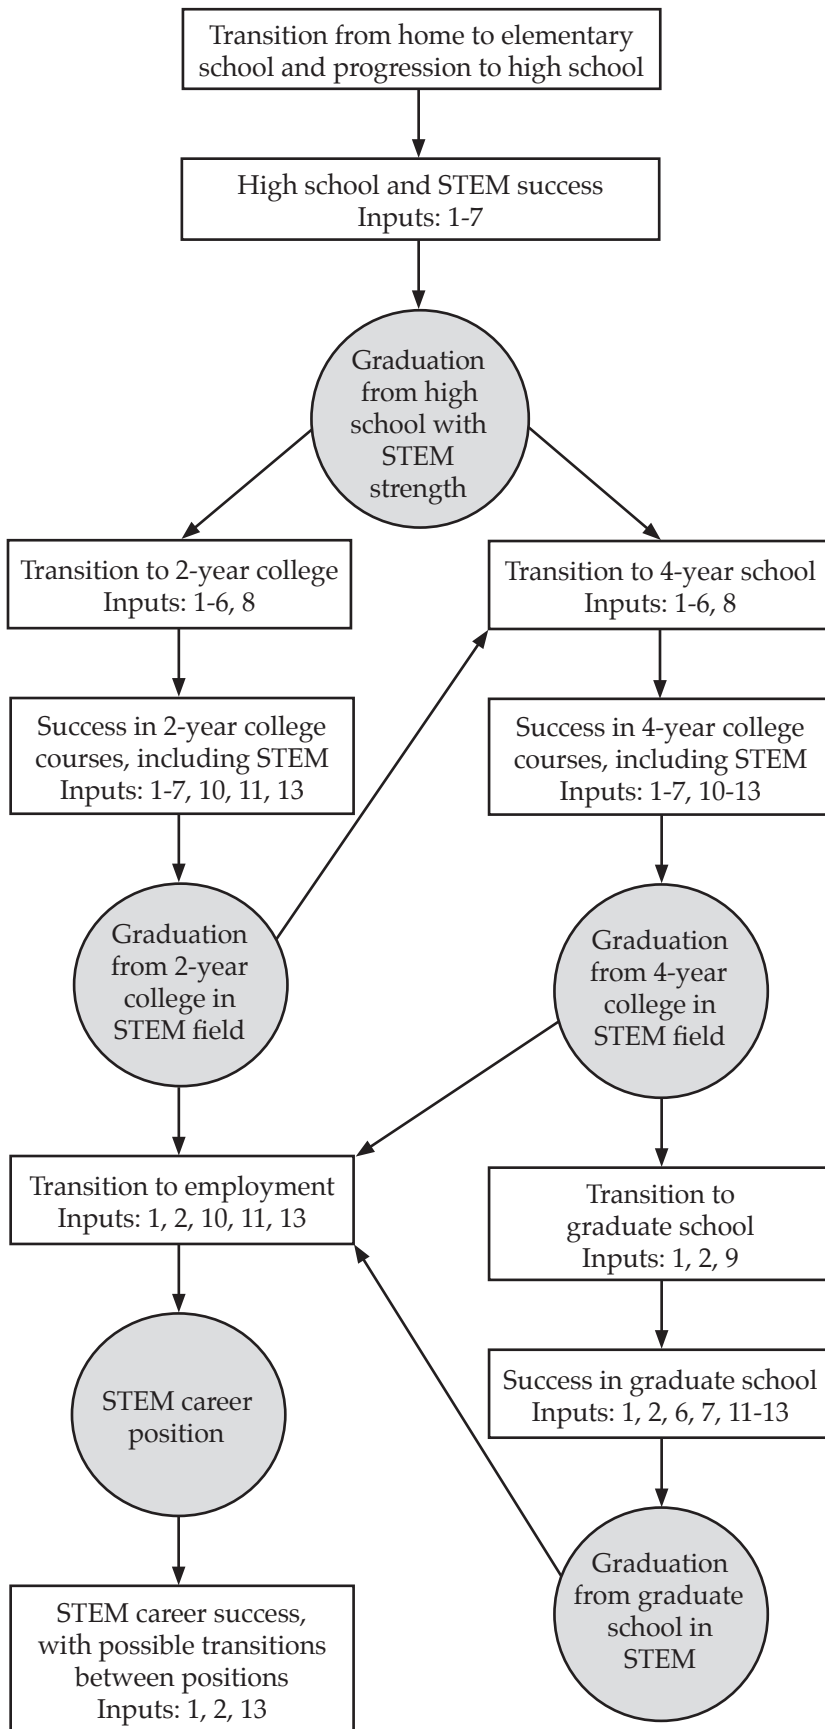 Transition from home to elementary
school and progression to high school
High school and STEM success
Inputs: 1-7
Graduation
from high
school with
STEM
strength
Transition to 2-year college
Inputs: 1-6, 8
Transition to 4-year school
Inputs: 1-6, 8
Success in 2-year college
courses, including STEM
Inputs: 1-7, 10, 11, 13
Success in 4-year college
courses, including STEM
Inputs: 1-7, 10-13
Graduation
from 2-year
college in
STEM field
Graduation
from 4-year
college in
STEM field
Transition to employment
Inputs: 1, 2, 10, 11, 13
Transition to
graduate school
Inputs: 1, 2, 9
STEM career
position
Success in graduate school
Inputs: 1, 2, 6, 7, 11-13
STEM career success,
with possible transitions
between positions
Inputs: 1, 2, 13
Graduation
from graduate
school in
STEM